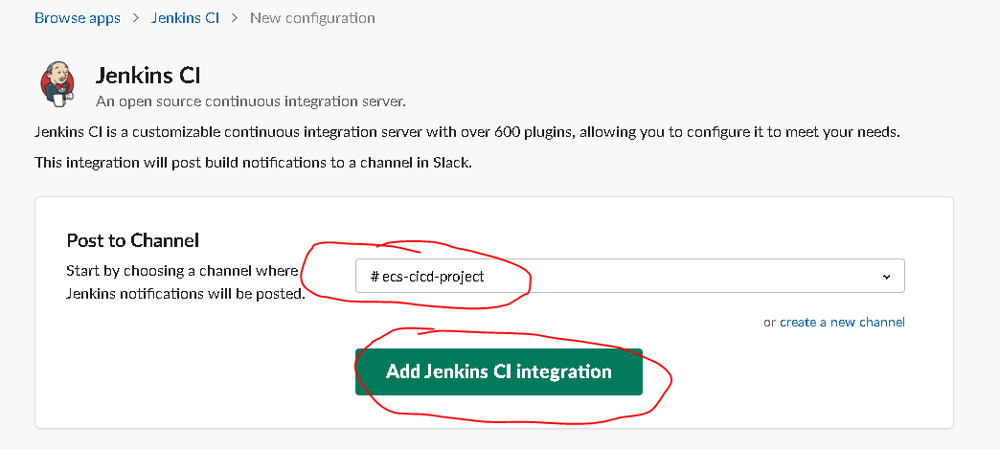 Browse apps > Jenkins CI > New configuration
Jenkins CI
An open source continuous integration server.
Jenkins CI is a customizable continuous integration server with over 600 plugins, allowing you to configure it to meet your needs.
This integration will post build notifications to a channel in Slack.
Post to Channel
Start by choosing a channel where
Jenkins notifications will be posted.
# ecs-cicd-project
or create a new channel
Add Jenkins CI integration